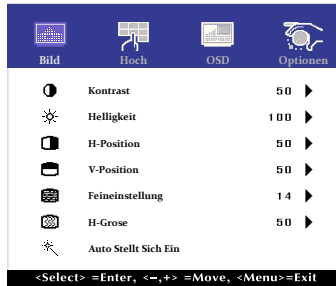 Bild Hoch OSD Optionen
Kontrast 50
Helligkeit 100
H-Position 50
V-Position 50
Feineinstellung 14
H-Grose 50
Auto Stellt Sich Ein
<Select> =Enter, <−,+> =Move, <Menu>=Exit